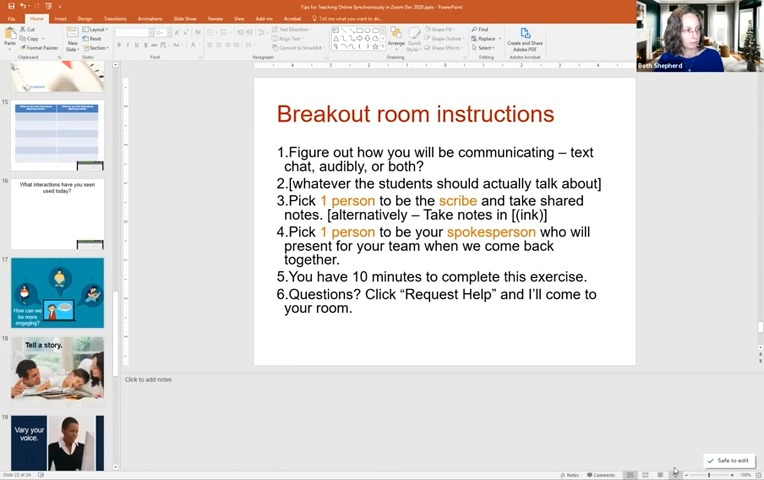 Tips for Teaching Online Synchronously in Zoom Dec 2020.pptx - PowerPoint
File Home Insert Design Transitions Animations Slide Show Review View Add-ins Acrobat Tell me what you want to do
Paste
Cut
Copy
Format Painter
New Slide
Layout
Reset
Section
Text Direction
Align Text
Convert to SmartArt
Arrange
Quick Styles
Shape Fill
Shape Outline
Shape Effects
Find
Replace
Select
Create and Share Adobe PDF
Clipboard
Slides
Font
Paragraph
Drawing
Editing
Adobe Acrobat
Beth Shepherd
15
16
What interactions have you seen used today?
17
How can we be more engaging?
18
Tell a story.
19
Vary your voice.
Breakout room instructions
1.Figure out how you will be communicating – text
chat, audibly, or both?
2.[whatever the students should actually talk about]
3.Pick 1 person to be the scribe and take shared
notes. [alternatively – Take notes in [(ink)]
4.Pick 1 person to be your spokesperson who will
present for your team when we come back
together.
5.You have 10 minutes to complete this exercise.
6.Questions? Click “Request Help” and I’ll come to
your room.
Click to add notes
Safe to edit
Slide 23 of 24
Notes
Comments
100%